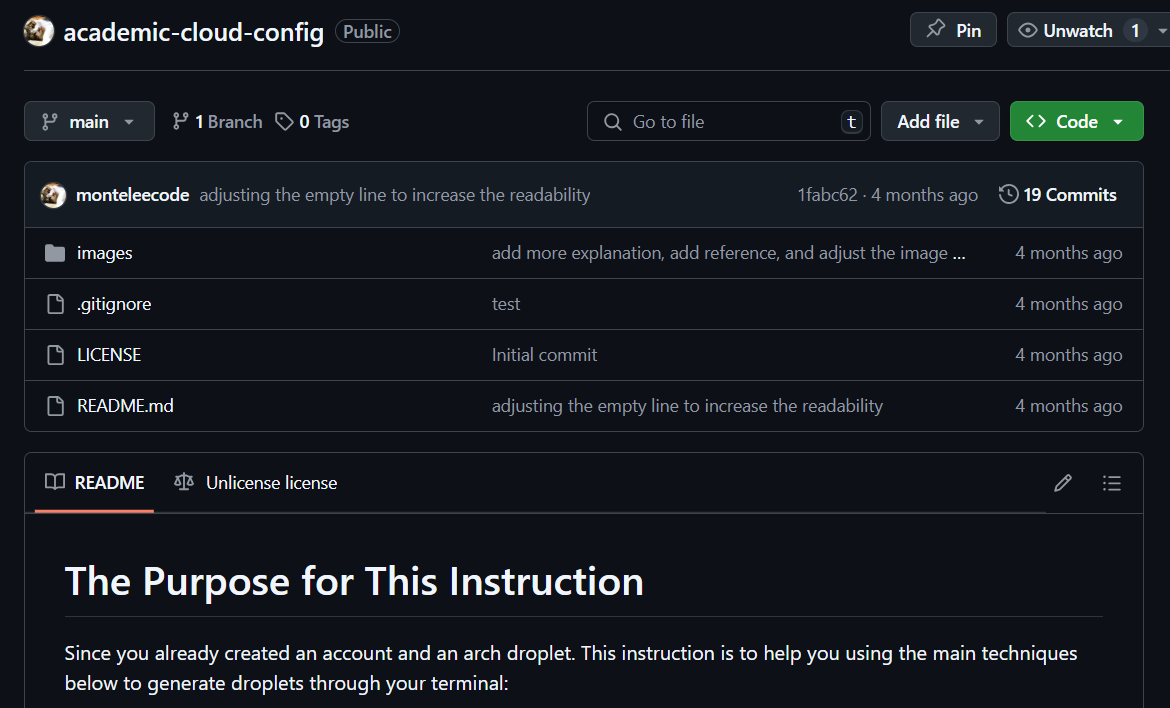 academic-cloud-config Public Pin Unwatch 1
main 1 Branch 0 Tags Go to file t Add file Code
monteleecode adjusting the empty line to increase the readability 1fabc62 · 4 months ago 19 Commits
images add more explanation, add reference, and adjust the image ... 4 months ago
.gitignore test 4 months ago
LICENSE Initial commit 4 months ago
README.md adjusting the empty line to increase the readability 4 months ago
README Unlicense license
The Purpose for This Instruction
Since you already created an account and an arch droplet. This instruction is to help you using the main techniques
below to generate droplets through your terminal: